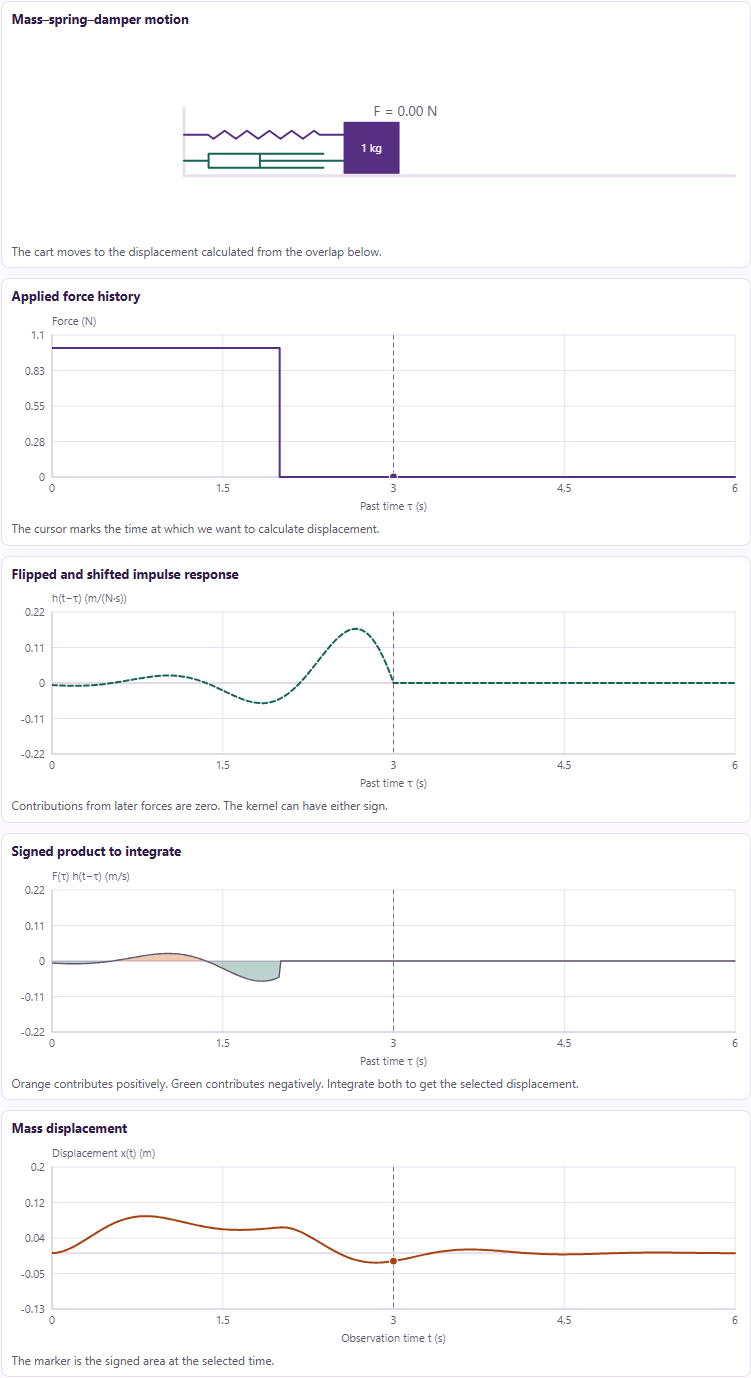 Mass–spring–damper motion
F = 0.00 N
1 kg
The cart moves to the displacement calculated from the overlap below.
Applied force history
Force (N)
1.1
0.83
0.55
0.28
0
0 1.5 3 4.5 6
Past time τ (s)
The cursor marks the time at which we want to calculate displacement.
Flipped and shifted impulse response
h(t−τ) (m/(N·s))
0.22
0.11
0
-0.11
-0.22
0 1.5 3 4.5 6
Past time τ (s)
Contributions from later forces are zero. The kernel can have either sign.
Signed product to integrate
F(τ) h(t−τ) (m/s)
0.22
0.11
0
-0.11
-0.22
0 1.5 3 4.5 6
Past time τ (s)
Orange contributes positively. Green contributes negatively. Integrate both to get the selected displacement.
Mass displacement
Displacement x(t) (m)
0.2
0.12
0.04
-0.05
-0.13
0 1.5 3 4.5 6
Observation time t (s)
The marker is the signed area at the selected time.